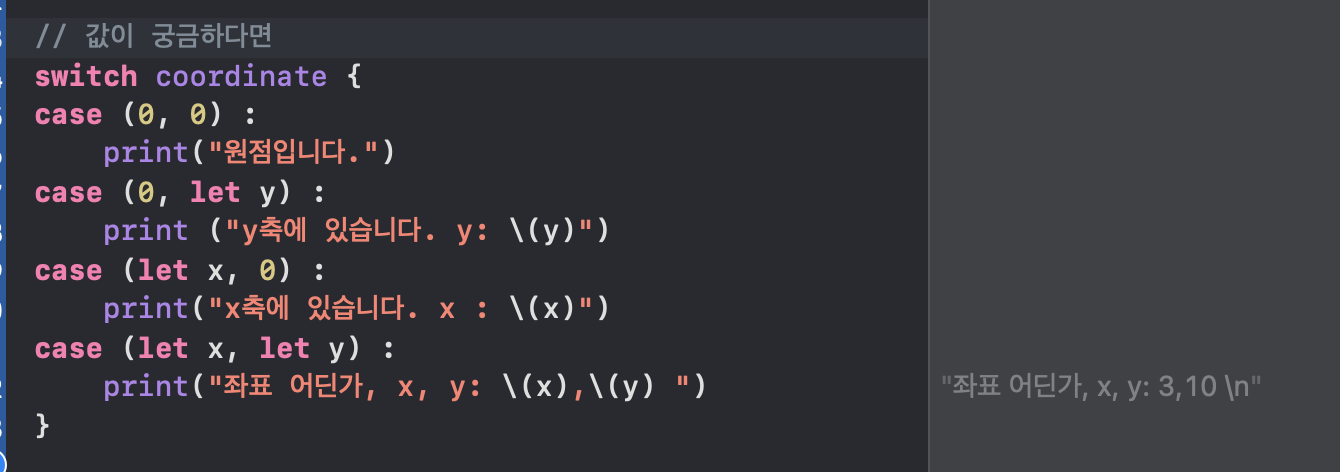 // 값이 궁금하다면
switch coordinate {
case (0, 0) :
    print("원점입니다.")
case (0, let y) :
    print ("y축에 있습니다. y: \(y)")
case (let x, 0) :
    print("x축에 있습니다. x : \(x)")
case (let x, let y) :
    print("좌표 어딘가, x, y: \(x),\(y) ")
"좌표 어딘가, x, y: 3,10 \n"
}